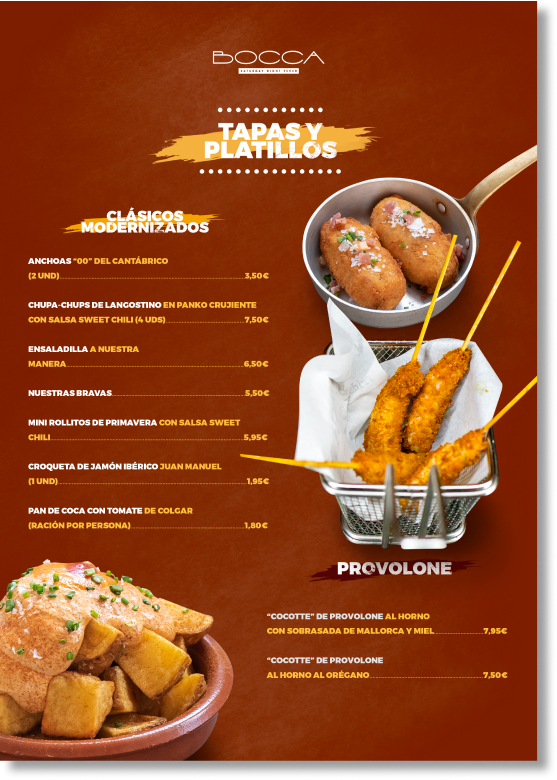 BOCCA
SATURDAY NIGHT FEVER
TAPAS Y
PLATILLOS
CLÁSICOS
MODERNIZADOS
ANCHOAS “00” DEL CANTÁBRICO
(2 UND) 3,50€
CHUPA-CHUPS DE LANGOSTINO EN PANKO CRUJIENTE
CON SALSA SWEET CHILI (4 UDS) 7,50€
ENSALADILLA A NUESTRA
MANERA 6,50€
NUESTRAS BRAVAS 5,50€
MINI ROLLITOS DE PRIMAVERA CON SALSA SWEET
CHILI 5,95€
CROQUETA DE JAMÓN IBÉRICO JUAN MANUEL
(1 UND) 1,95€
PAN DE COCA CON TOMATE DE COLGAR
(RACIÓN POR PERSONA) 1,80€
PROVOLONE
“COCOTTE” DE PROVOLONE AL HORNO
CON SOBRASADA DE MALLORCA Y MIEL 7,95€
“COCOTTE” DE PROVOLONE
AL HORNO AL ORÉGANO 7,50€